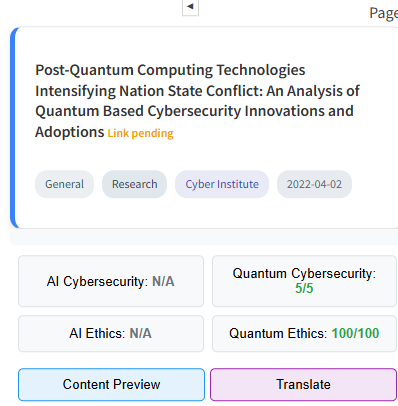 ◄
Page
Post-Quantum Computing Technologies
Intensifying Nation State Conflict: An Analysis of
Quantum Based Cybersecurity Innovations and
Adoptions Link pending
General Research Cyber Institute 2022-04-02
AI Cybersecurity: N/A
Quantum Cybersecurity:
5/5
AI Ethics: N/A
Quantum Ethics: 100/100
Content Preview
Translate